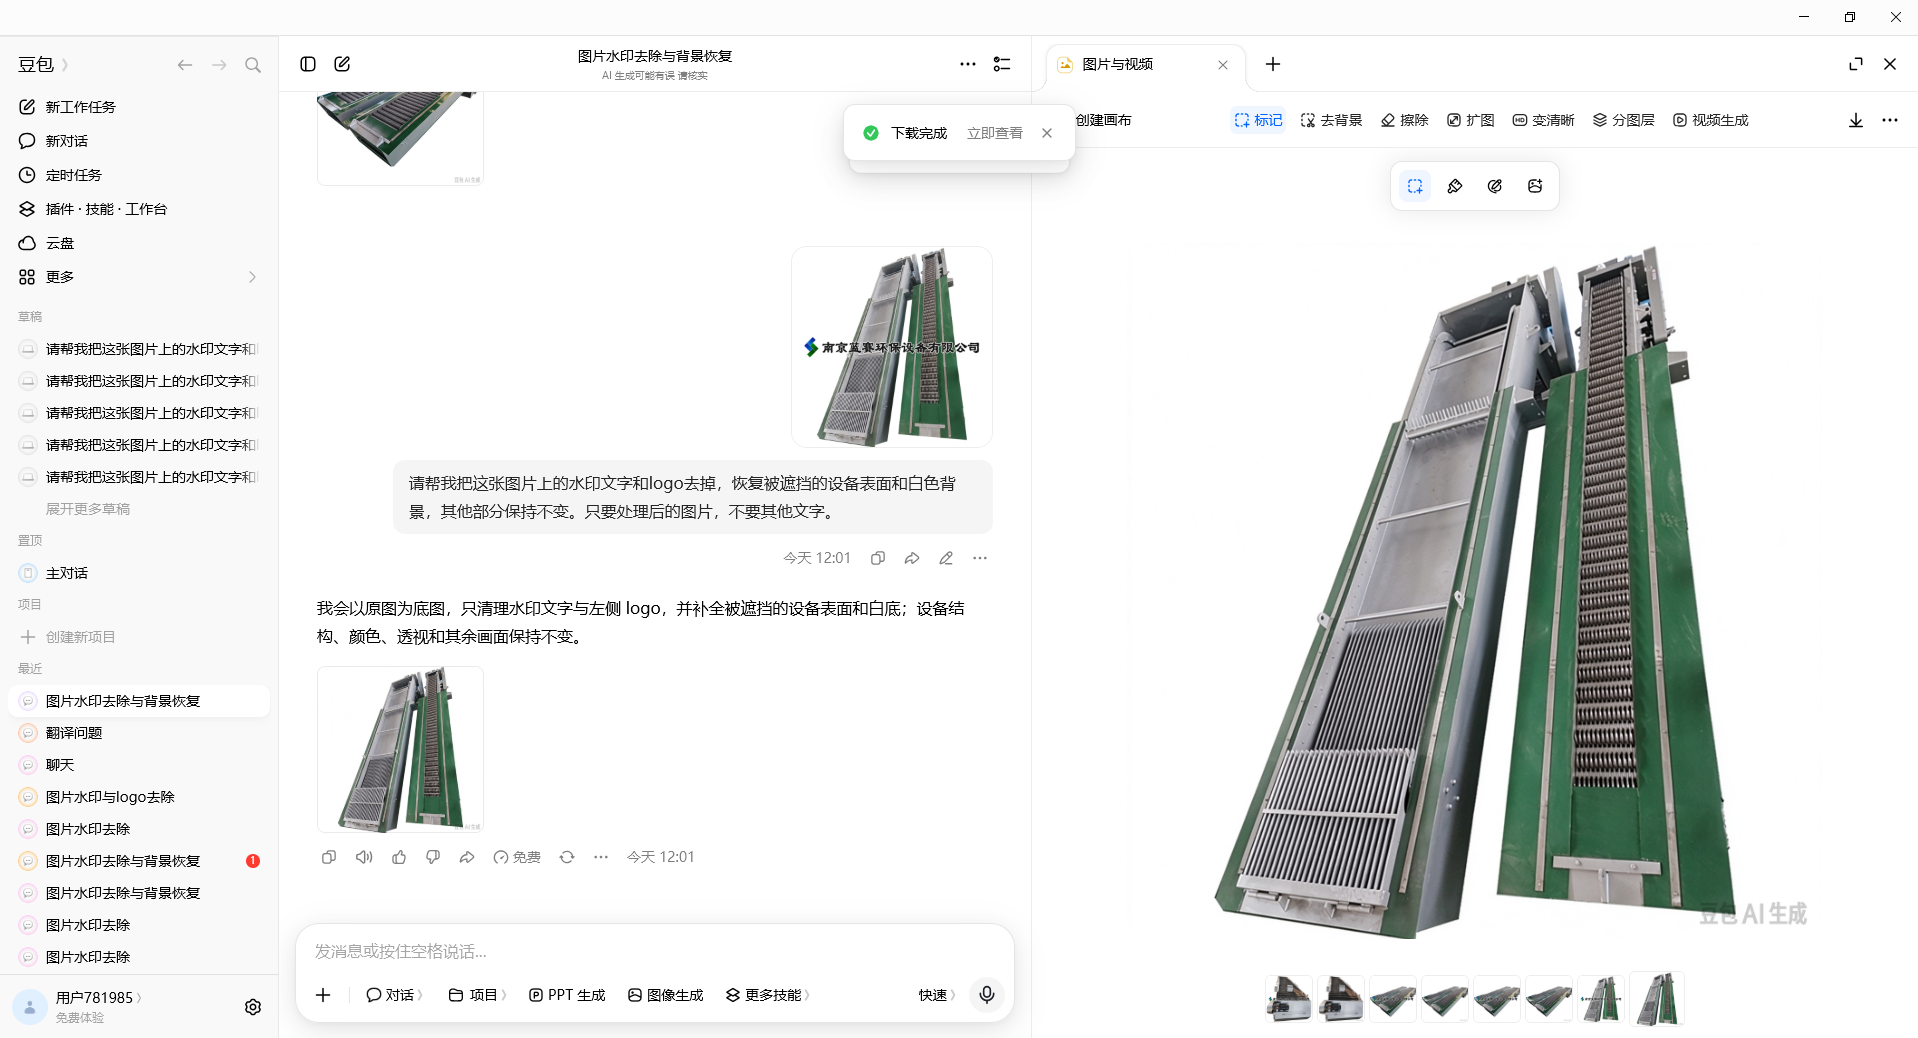 豆包
新工作任务
新对话
定时任务
插件 · 技能 · 工作台
云盘
更多
草稿
请帮我把这张图片上的水印文字和
请帮我把这张图片上的水印文字和
请帮我把这张图片上的水印文字和
请帮我把这张图片上的水印文字和
请帮我把这张图片上的水印文字和
展开更多草稿
置顶
主对话
项目
创建新项目
最近
图片水印去除与背景恢复
翻译问题
聊天
图片水印与logo去除
图片水印去除
图片水印去除与背景恢复 1
图片水印去除与背景恢复
图片水印去除
图片水印去除
用户781985
免费体验
图片水印去除与背景恢复
AI 生成可能有误 请核实
豆包 AI 生成
下载完成 立即查看
南京蓝赛环保设备有限公司
请帮我把这张图片上的水印文字和logo去掉，恢复被遮挡的设备表面和白色背
景，其他部分保持不变。只要处理后的图片，不要其他文字。
今天 12:01
我会以原图为底图，只清理水印文字与左侧 logo，并补全被遮挡的设备表面和白底；设备结
构、颜色、透视和其余画面保持不变。
豆包 AI 生成
免费 今天 12:01
发消息或按住空格说话...
对话 项目 PPT 生成 图像生成 更多技能 快速
图片与视频
创建画布 标记 去背景 擦除 扩图 HD 变清晰 分图层 视频生成
豆包 AI 生成